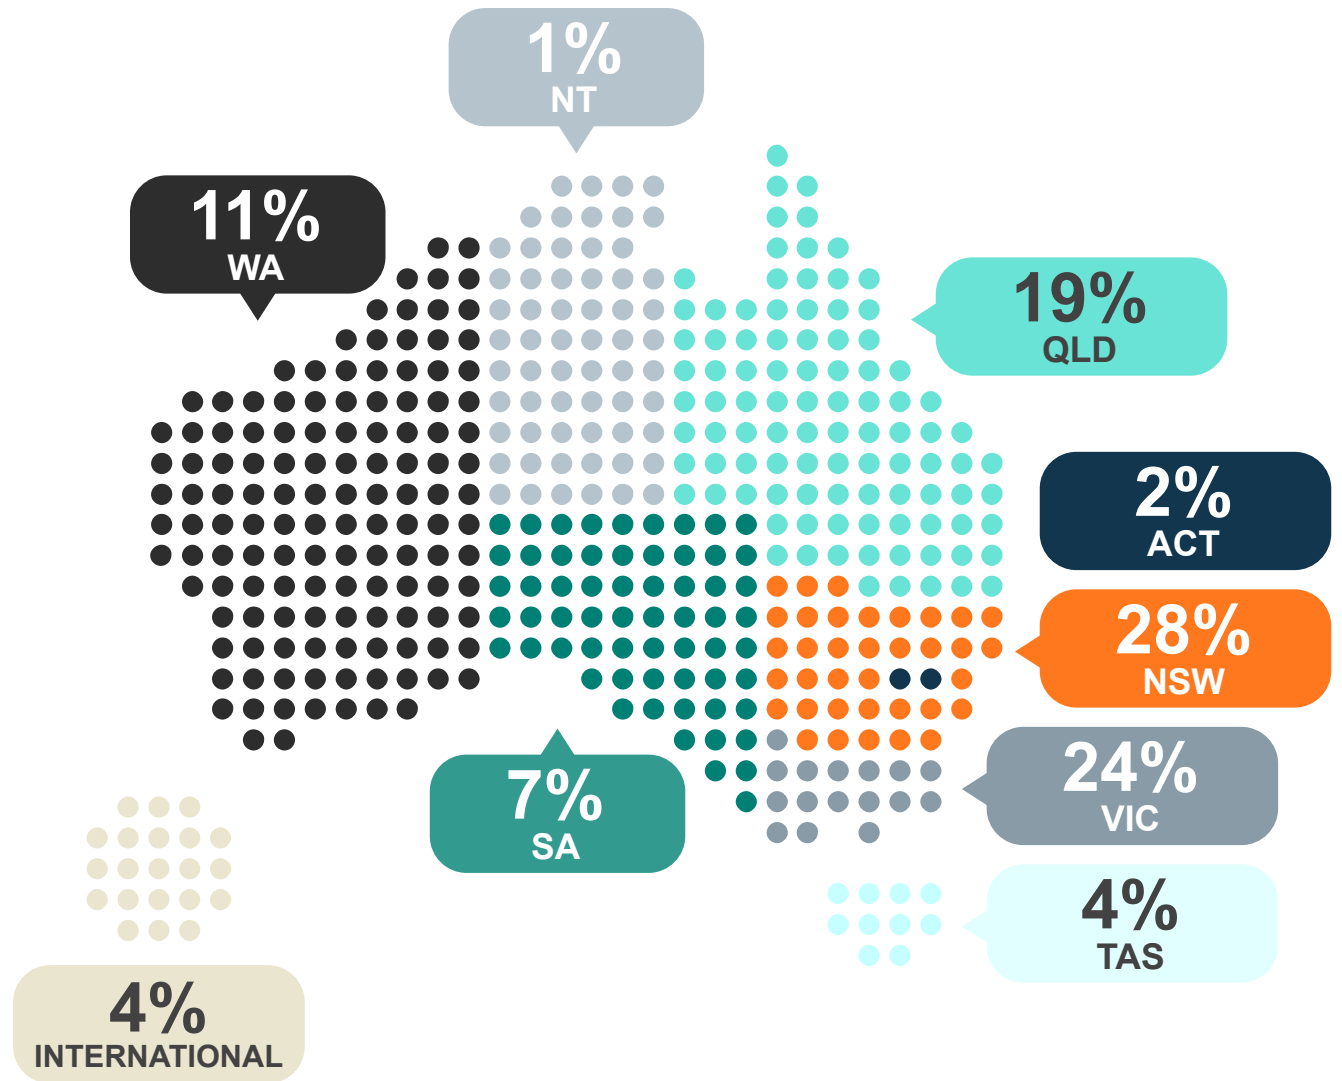 1%
NT
11%
WA
19%
QLD
2%
ACT
28%
NSW
24%
VIC
7%
SA
4%
TAS
4%
INTERNATIONAL